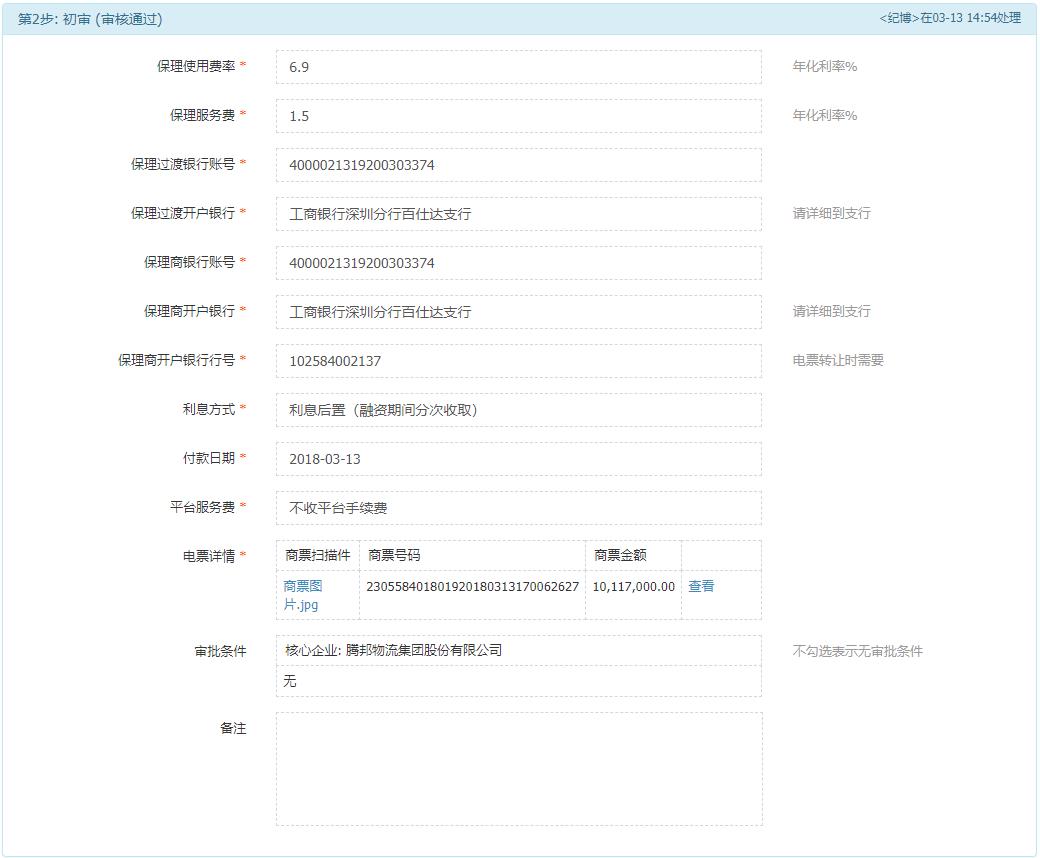 第2步: 初审 (审核通过)
<纪博>在03-13 14:54处理
保理使用费率 * 6.9 年化利率%
保理服务费 * 1.5 年化利率%
保理过渡银行账号 * 4000021319200303374
保理过渡开户银行 * 工商银行深圳分行百仕达支行 请详细到支行
保理商银行账号 * 4000021319200303374
保理商开户银行 * 工商银行深圳分行百仕达支行 请详细到支行
保理商开户银行行号 * 102584002137 电票转让时需要
利息方式 * 利息后置（融资期间分次收取）
付款日期 * 2018-03-13
平台服务费 * 不收平台手续费
电票详情 * 商票扫描件 商票号码 商票金额
商票图 230558401801920180313170062627 10,117,000.00 查看
片.jpg
审批条件 核心企业: 腾邦物流集团股份有限公司 不勾选表示无审批条件
无
备注